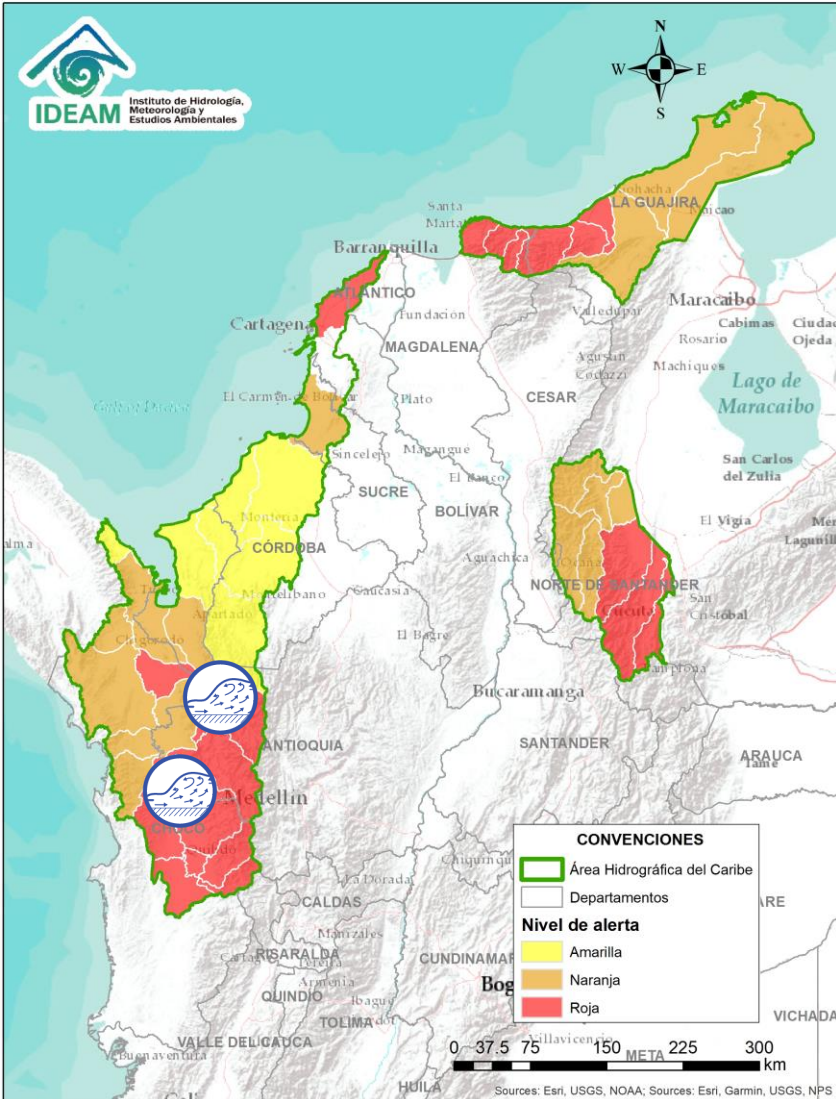 IDEAM
Instituto de Hidrología,
Meteorología y
Estudios Ambientales
N
W
E
S
Santa
Marta
LA GUAJIRA
Barranquilla
ATLÁNTICO
Cartagena
Fundación
Valledupar
Maracaibo
Cabimas
Ciudad
Ojeda
Rosario
Machiques
MAGDALENA
Agustín
Codazzi
CESAR
Lago de
Maracaibo
El Carmen de Bolívar
Plato
Sincelejo
Magangué
SUCRE
El Banco
BOLÍVAR
San Carlos
del Zulia
El Vigía
Montería
CÓRDOBA
Aguachica
Ocaña
NORTE DE SANTANDER
Cúcuta
San
Cristóbal
Montelíbano
Caucasia
Apartadó
El Bagre
Chigorodó
Pamplona
Bucaramanga
ANTIOQUIA
SANTANDER
ARAUCA
Tame
Medellín
CHOCÓ
Quibdó
La Dorada
CALDAS
Manizales
RISARALDA
Pereira
Armenia
QUINDIO
Ibagué
TOLIMA
VALLE DEL CAUCA
Buenaventura
HUILA
Villavicencio
META
VICHADA
CONVENCIONES
Área Hidrográfica del Caribe
Departamentos
Nivel de alerta
Amarilla
Naranja
Roja
0 37.5 75 150 225 300
km
Sources: Esri, USGS, NOAA; Sources: Esri, Garmin, USGS, NPS